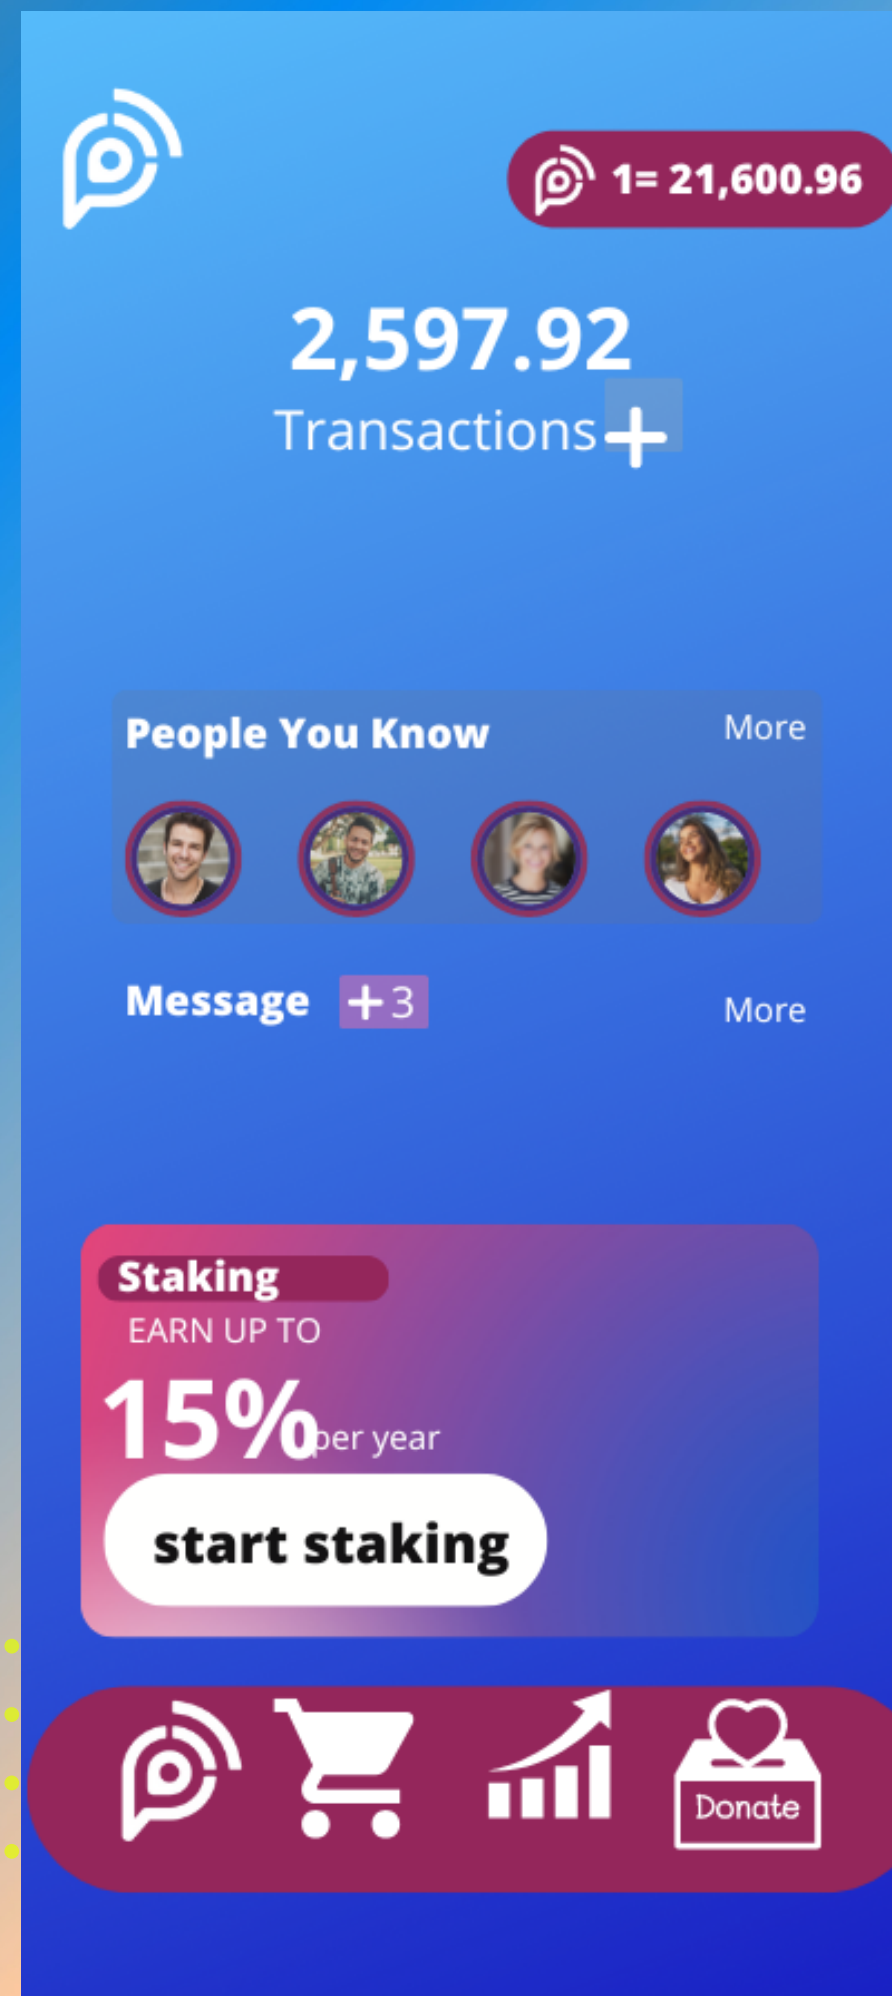 1= 21,600.96
2,597.92
Transactions +
People You Know
More
Message +3
More
Staking
EARN UP TO
15% per year
start staking
Donate